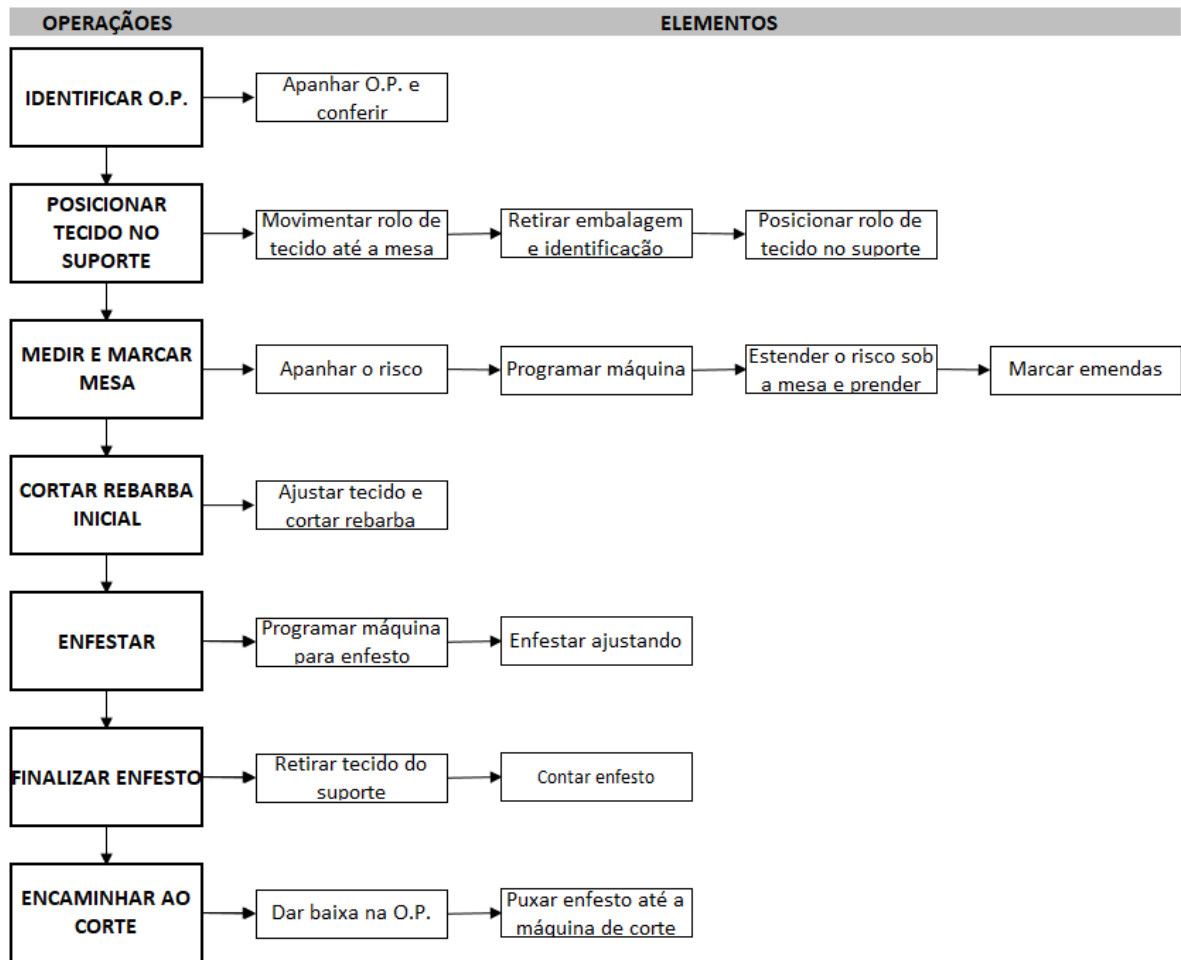 OPERAÇÃOES
ELEMENTOS
IDENTIFICAR O.P.
Apanhar O.P. e
conferir
POSICIONAR
TECIDO NO
SUPORTE
Movimentar rolo de
tecido até a mesa
Retirar embalagem
e identificação
Posicionar rolo de
tecido no suporte
MEDIR E MARCAR
MESA
Apanhar o risco
Programar máquina
Estender o risco sob
a mesa e prender
Marcar emendas
CORTAR REBARBA
INICIAL
Ajustar tecido e
cortar rebarba
ENFESTAR
Programar máquina
para enfesto
Enfestar ajustando
FINALIZAR ENFESTO
Retirar tecido do
suporte
Contar enfesto
ENCAMINHAR AO
CORTE
Dar baixa na O.P.
Puxar enfesto até a
máquina de corte